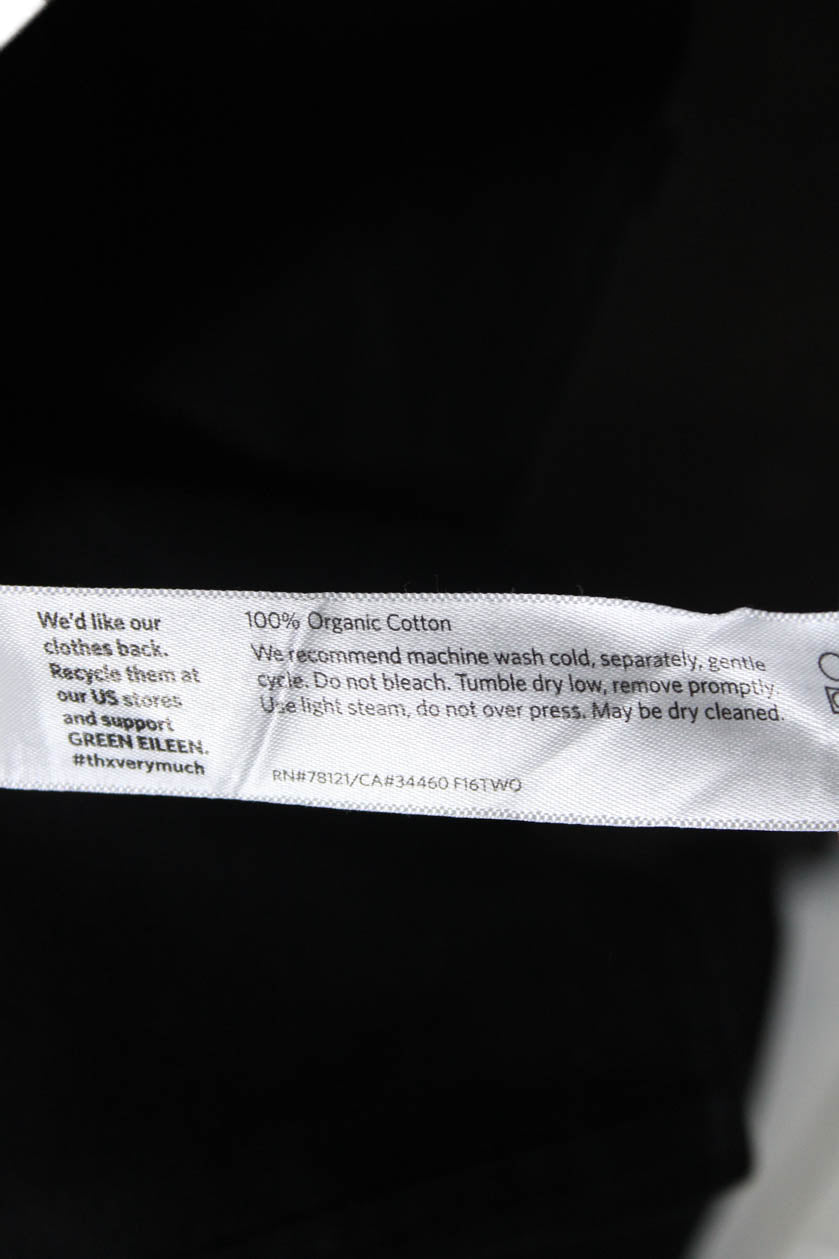 We'd like our
clothes back.
Recycle them at
our US stores
and support
GREEN EILEEN.
#thxverymuch
100% Organic Cotton
We recommend machine wash cold, separately, gentle
cycle. Do not bleach. Tumble dry low, remove promptly.
Use light steam, do not over press. May be dry cleaned.
RN#78121/CA#34460 F16TWO